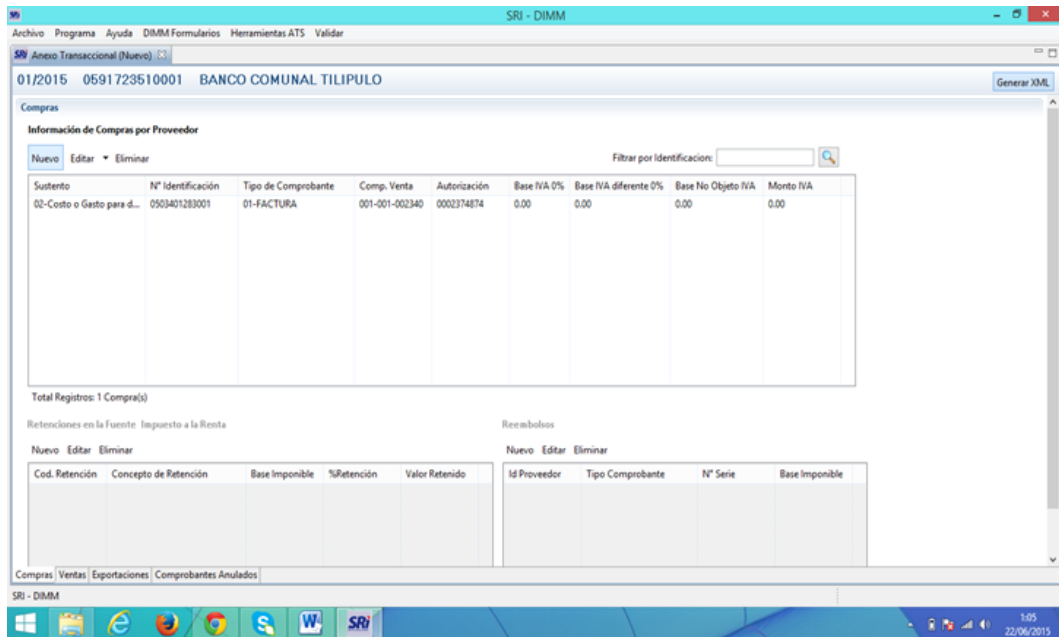 SRI - DIMM
Archivo Programa Ayuda DIMM Formularios Herramientas ATS Validar
SRi Anexo Transaccional (Nuevo)
01/2015 0591723510001 BANCO COMUNAL TILIPULO
Generar XML
Compras
Información de Compras por Proveedor
Nuevo Editar Eliminar Filtrar por Identificacion:
Sustento N° Identificación Tipo de Comprobante Comp. Venta Autorización Base IVA 0% Base IVA diferente 0% Base No Objeto IVA Monto IVA
02-Costo o Gasto para d... 0503401283001 01-FACTURA 001-001-002340 0002374874 0.00 0.00 0.00 0.00
Total Registros: 1 Compra(s)
Retenciones en la Fuente Impuesto a la Renta Reembolsos
Nuevo Editar Eliminar Nuevo Editar Eliminar
Cod. Retención Concepto de Retención Base Imponible %Retención Valor Retenido Id Proveedor Tipo Comprobante N° Serie Base Imponible
Compras Ventas Exportaciones Comprobantes Anulados
SRI - DIMM
SRi
1:05
22/06/2015